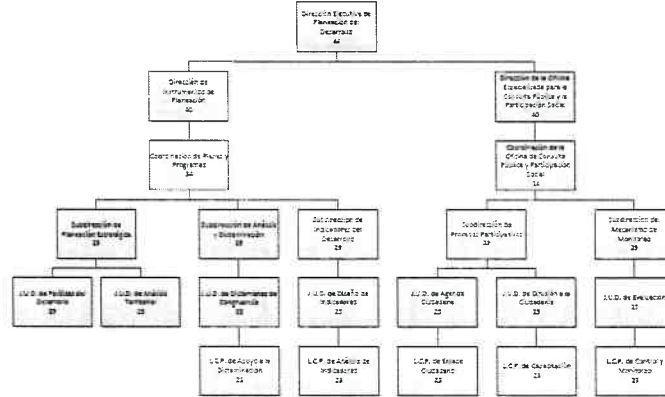 Dirección Ejecutiva de
Planeación del
Desarrollo
Dirección de
Instrumentos de
Planeación
40
Dirección de la Oficina
Especializada para la
Consulta Pública y la
Participación Social
40
Coordinación de Planes y
Programas
34
Coordinación de la
Oficina de Consulta
Pública y Participación
Social
34
Subdirección de
Planeación Estratégica
29
Subdirección de Análisis
y Dictaminación
29
Subdirección de
Indicadores del
Desarrollo
29
Subdirección de
Procesos Participativos
29
Subdirección de
Mecanismo de
Monitoreo
29
J.U.D. de Políticas del
Desarrollo
25
J.U.D. de Análisis
Territorial
25
J.U.D. de Dictámenes de
Congruencia
25
J.U.D. de Diseño de
Indicadores
25
J.U.D. de Agenda
Ciudadana
25
J.U.D. de Difusión a la
Ciudadanía
25
J.U.D. de Evaluación
25
L.C.P. de Apoyo a la
Dictaminación
23
L.C.P. de Análisis de
Indicadores
23
L.C.P. de Enlace
Ciudadano
23
L.C.P. de Capacitación
23
L.C.P. de Control y
Monitoreo
23